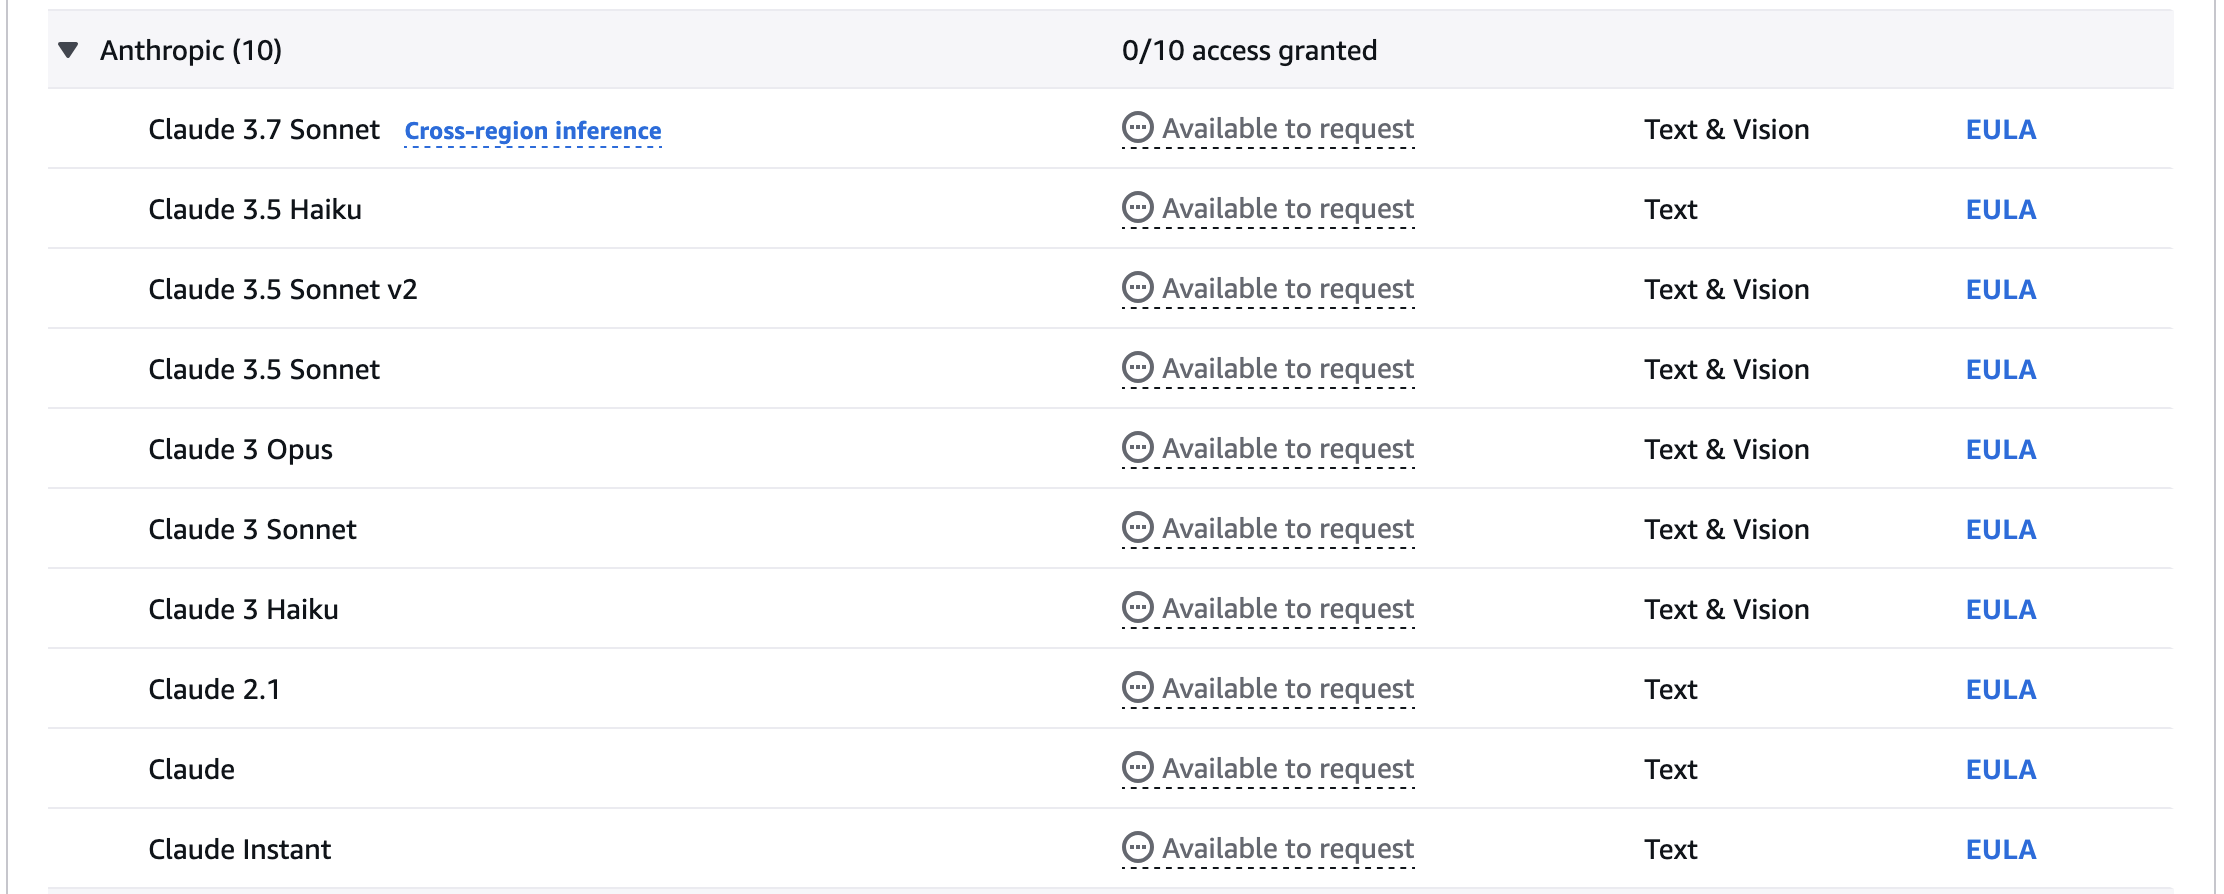 Anthropic (10) 0/10 access granted
Claude 3.7 Sonnet Cross-region inference Available to request Text & Vision EULA
Claude 3.5 Haiku Available to request Text EULA
Claude 3.5 Sonnet v2 Available to request Text & Vision EULA
Claude 3.5 Sonnet Available to request Text & Vision EULA
Claude 3 Opus Available to request Text & Vision EULA
Claude 3 Sonnet Available to request Text & Vision EULA
Claude 3 Haiku Available to request Text & Vision EULA
Claude 2.1 Available to request Text EULA
Claude Available to request Text EULA
Claude Instant Available to request Text EULA